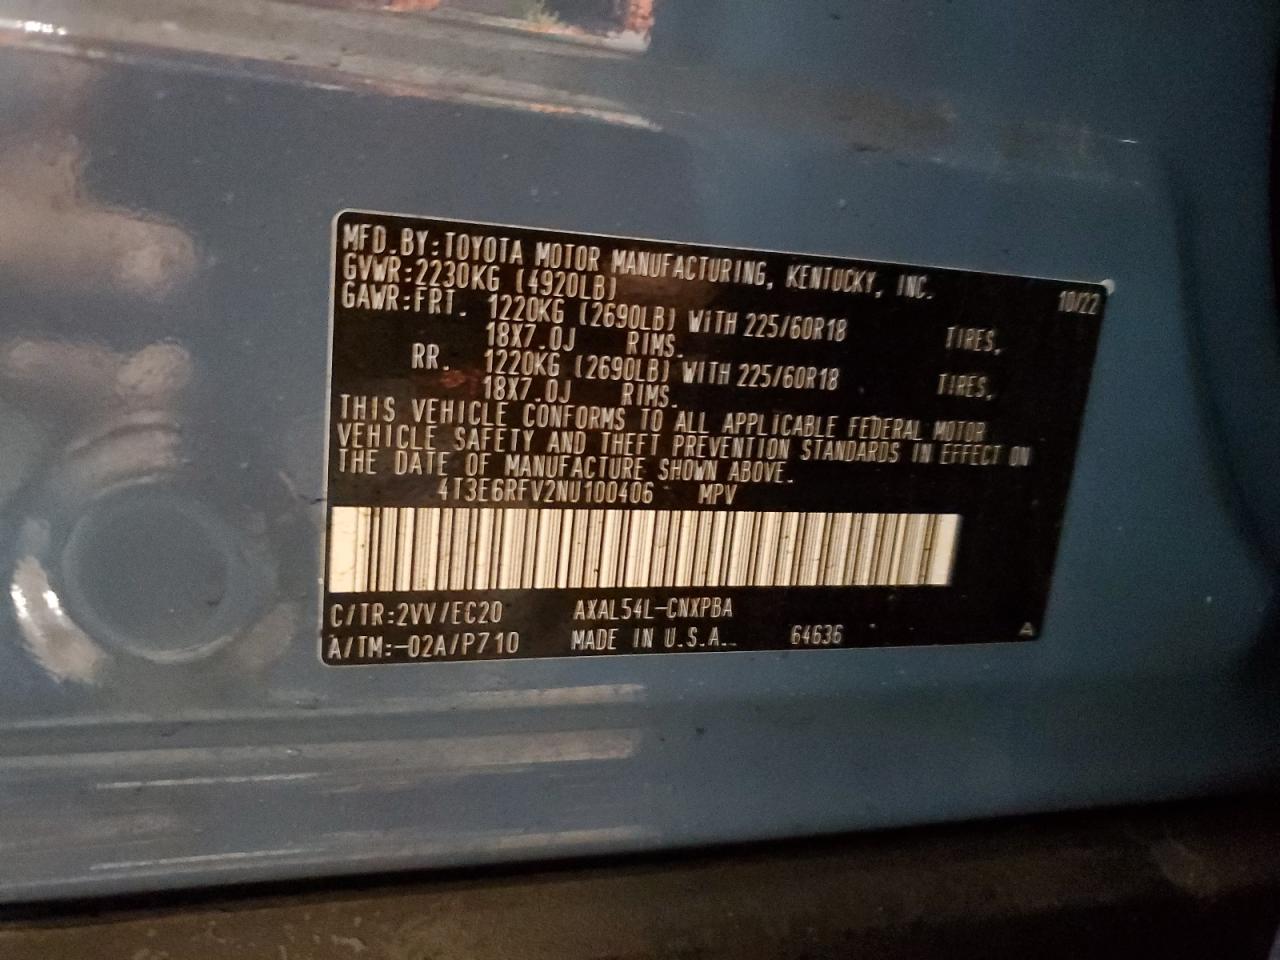 MFD.BY:TOYOTA MOTOR MANUFACTURING, KENTUCKY, INC.
10/22
GVWR:2230KG (4920LB)
GAWR:FRT. 1220KG (2690LB) WITH 225/60R18 TIRES,
18X7.0J RIMS.
RR. 1220KG (2690LB) WITH 225/60R18 TIRES,
18X7.0J RIMS.
THIS VEHICLE CONFORMS TO ALL APPLICABLE FEDERAL MOTOR
VEHICLE SAFETY AND THEFT PREVENTION STANDARDS IN EFFECT ON
THE DATE OF MANUFACTURE SHOWN ABOVE.
4T3E6RFV2NU100406 MPV
C/TR:2VV/EC20 AXAL54L-CNXPBA
A/TM:-02A/P710 MADE IN U.S.A. 64636 A